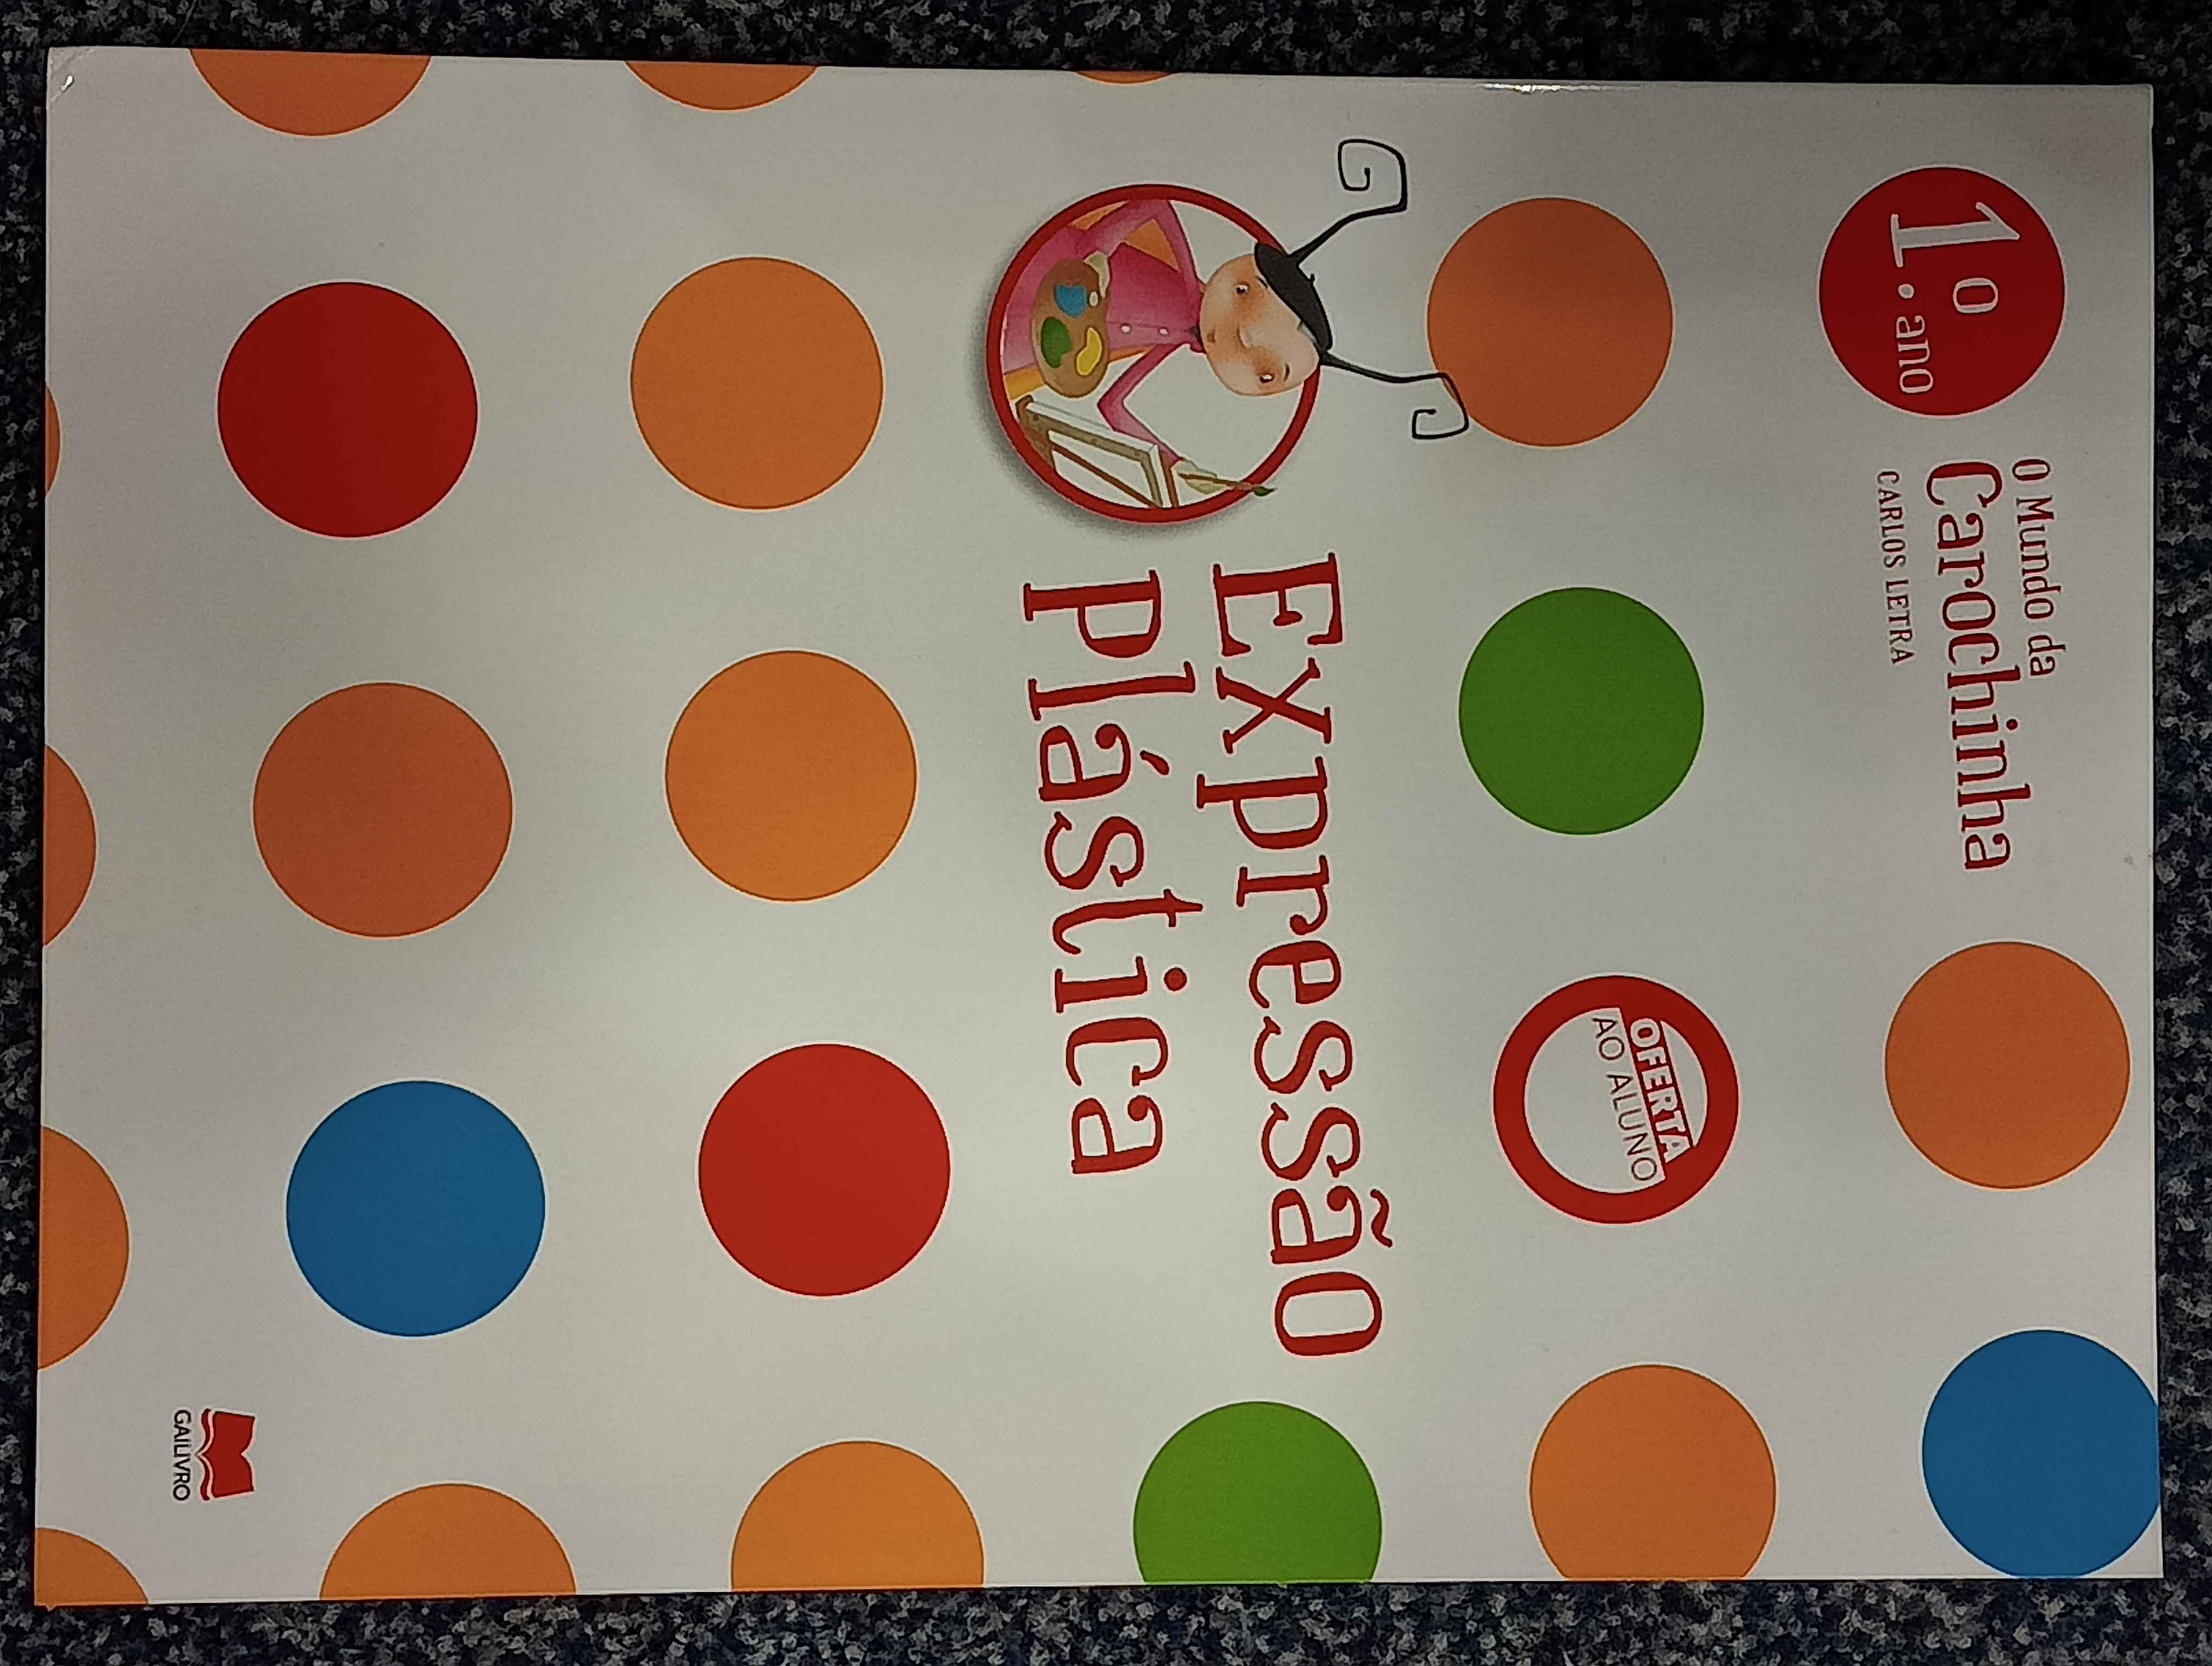 1.º ano
O Mundo da
Carochinha
CARLOS LETRA
OFERTA
AO ALUNO
Expressão
plástica
GAILIVRO